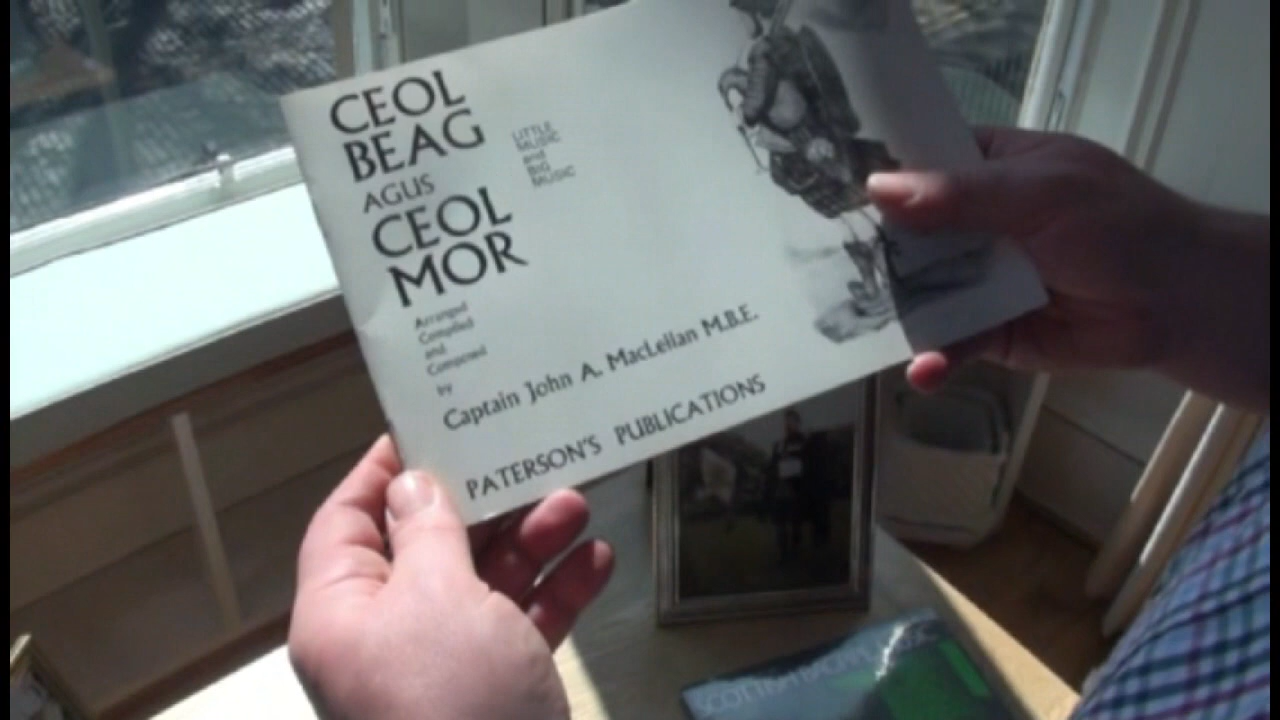 CEOL
BEAG
AGUS
CEOL
MOR
LITTLE
MUSIC
and
BIG
MUSIC
Arranged
Compiled
and
Composed
by
Captain John A. MacLellan M.B.E.
PATERSON'S PUBLICATIONS